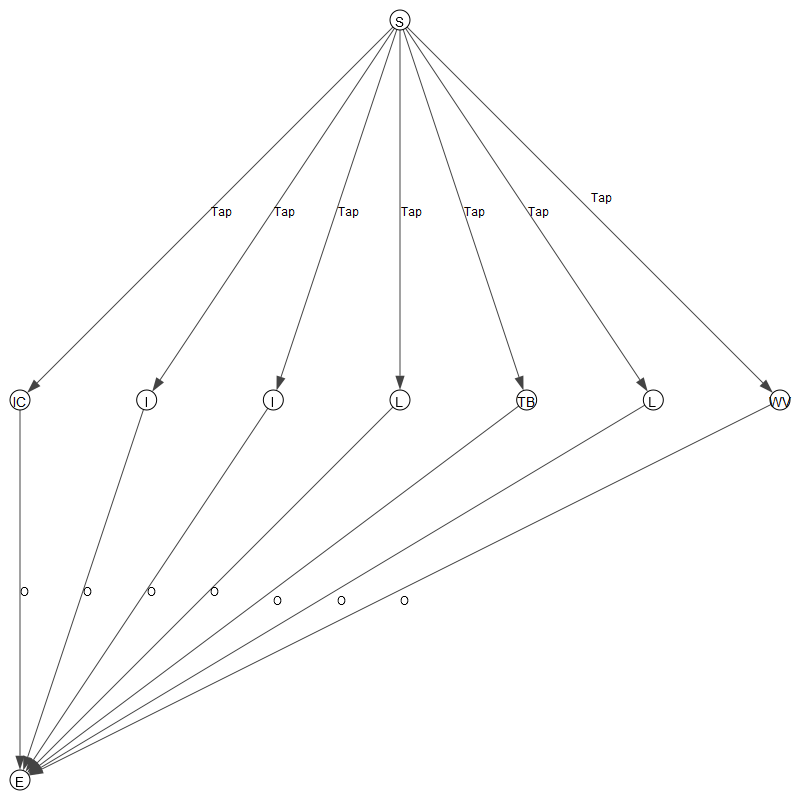 S
Tap Tap Tap Tap Tap Tap Tap
IC I I L TB L WV
O O O O O O O
E